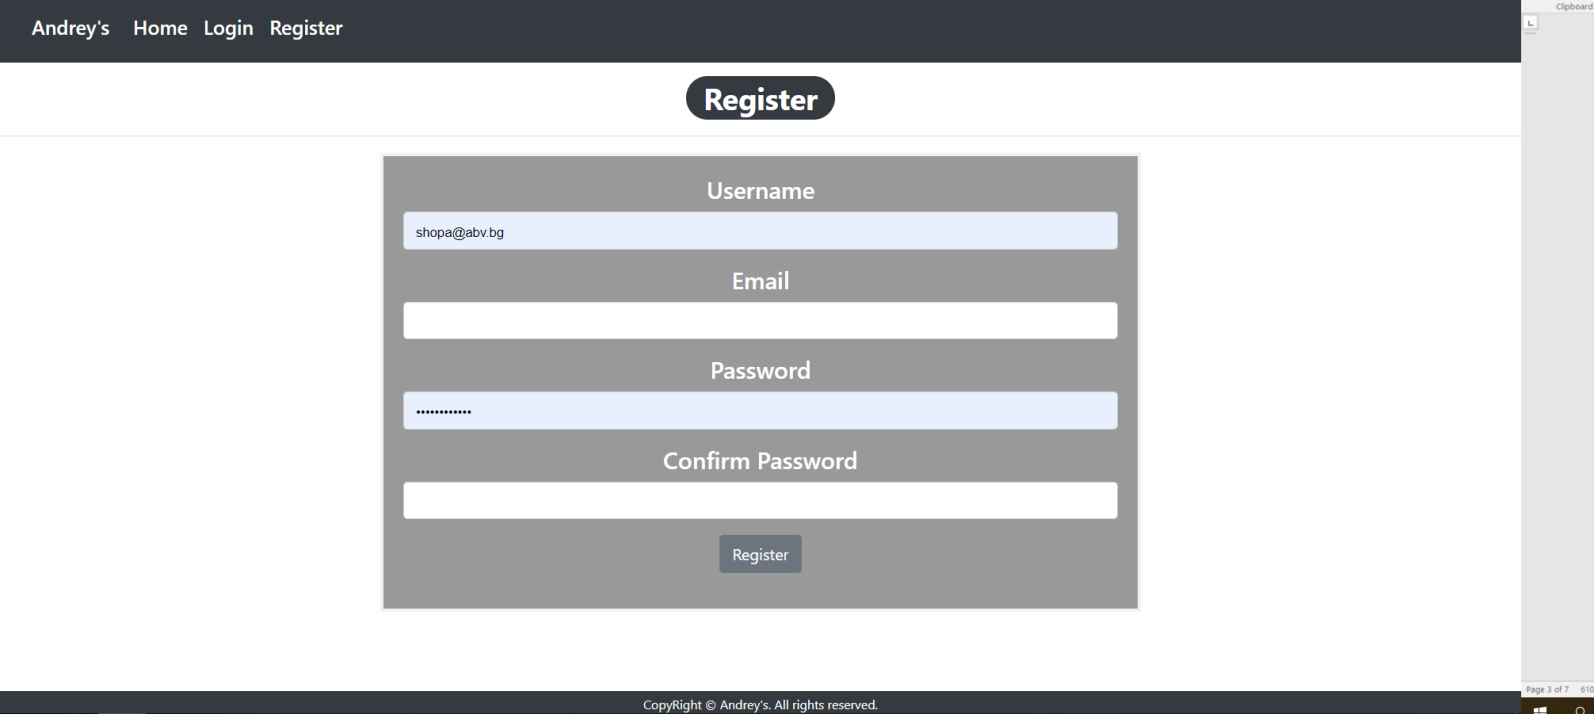 Andrey's Home Login Register
Clipboard
Register
Username
shopa@abv.bg
Email
Password
••••••••••••
Confirm Password
Register
Page 3 of 7 610
CopyRight © Andrey's. All rights reserved.